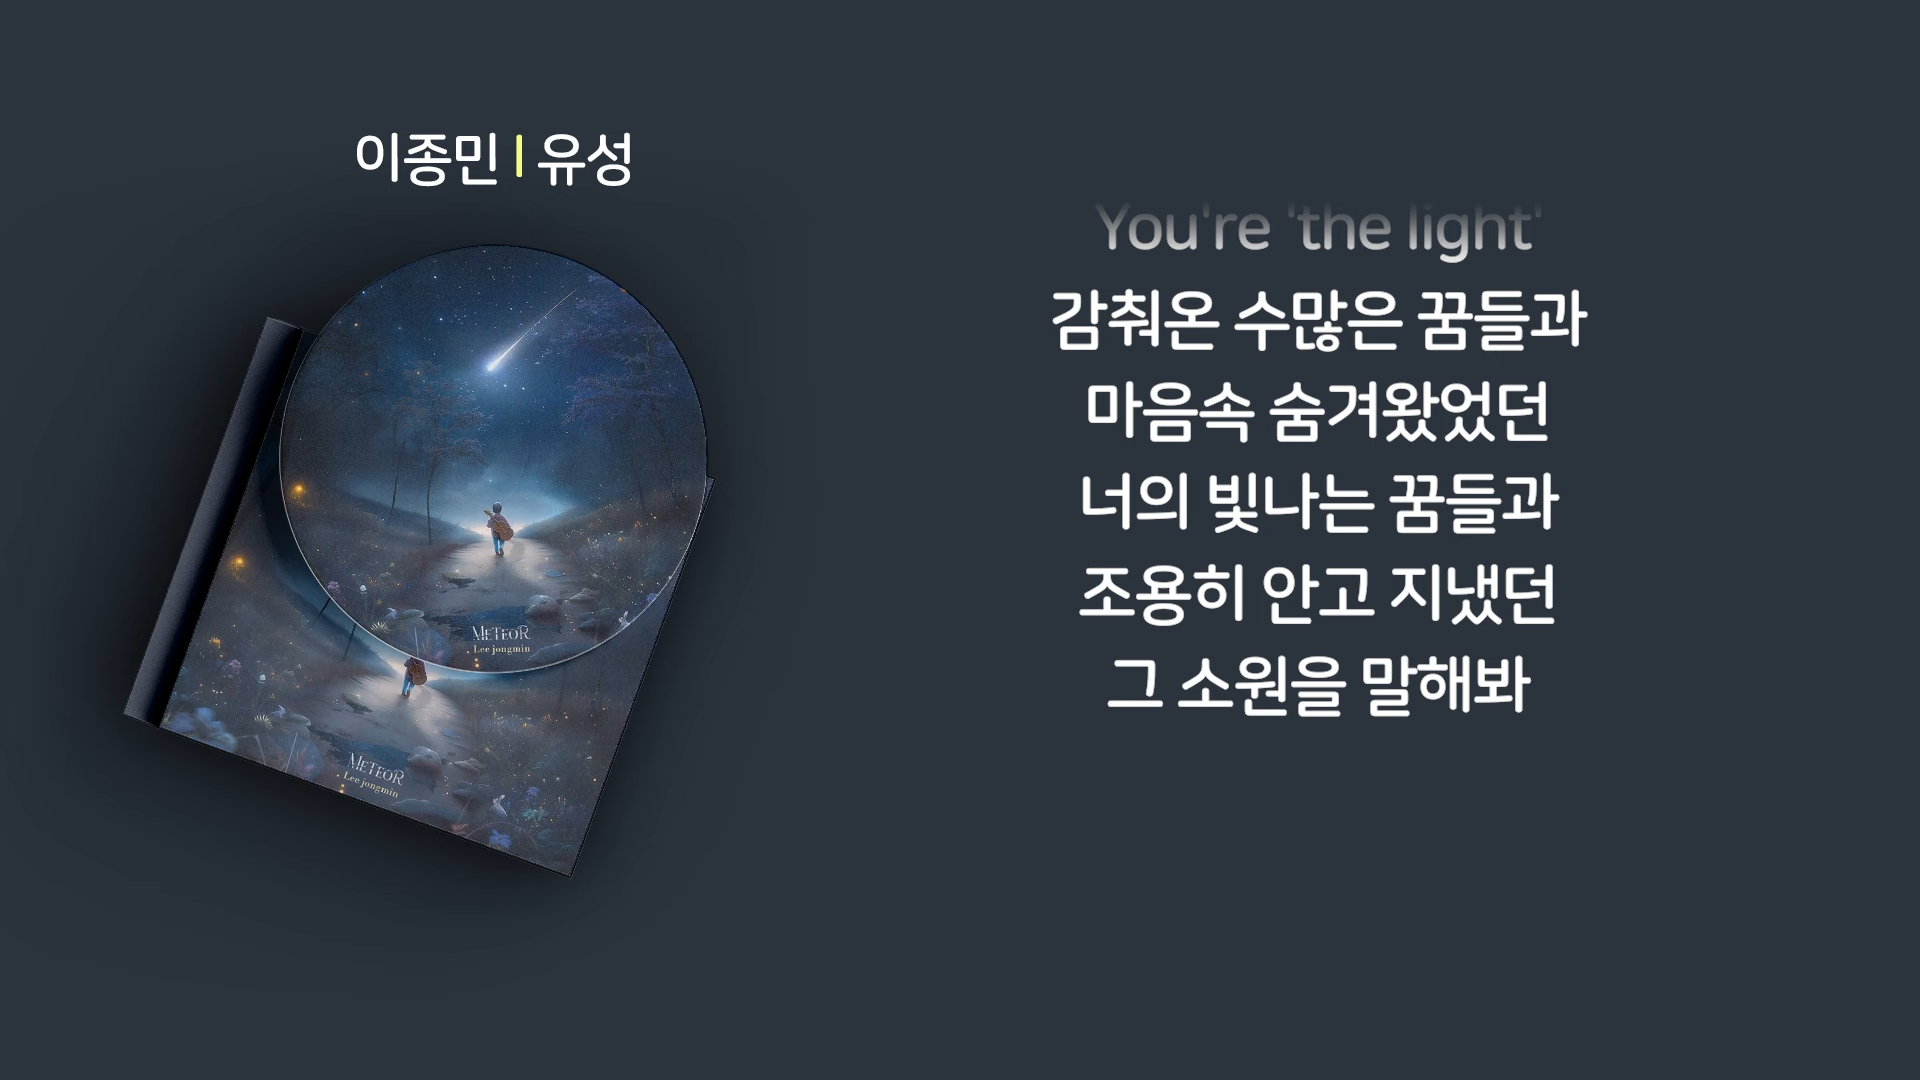 이종민 | 유성
METEOR
Lee jongmin
METEOR
Lee jongmin
You're 'the light'
감춰온 수많은 꿈들과
마음속 숨겨왔었던
너의 빛나는 꿈들과
조용히 안고 지냈던
그 소원을 말해봐